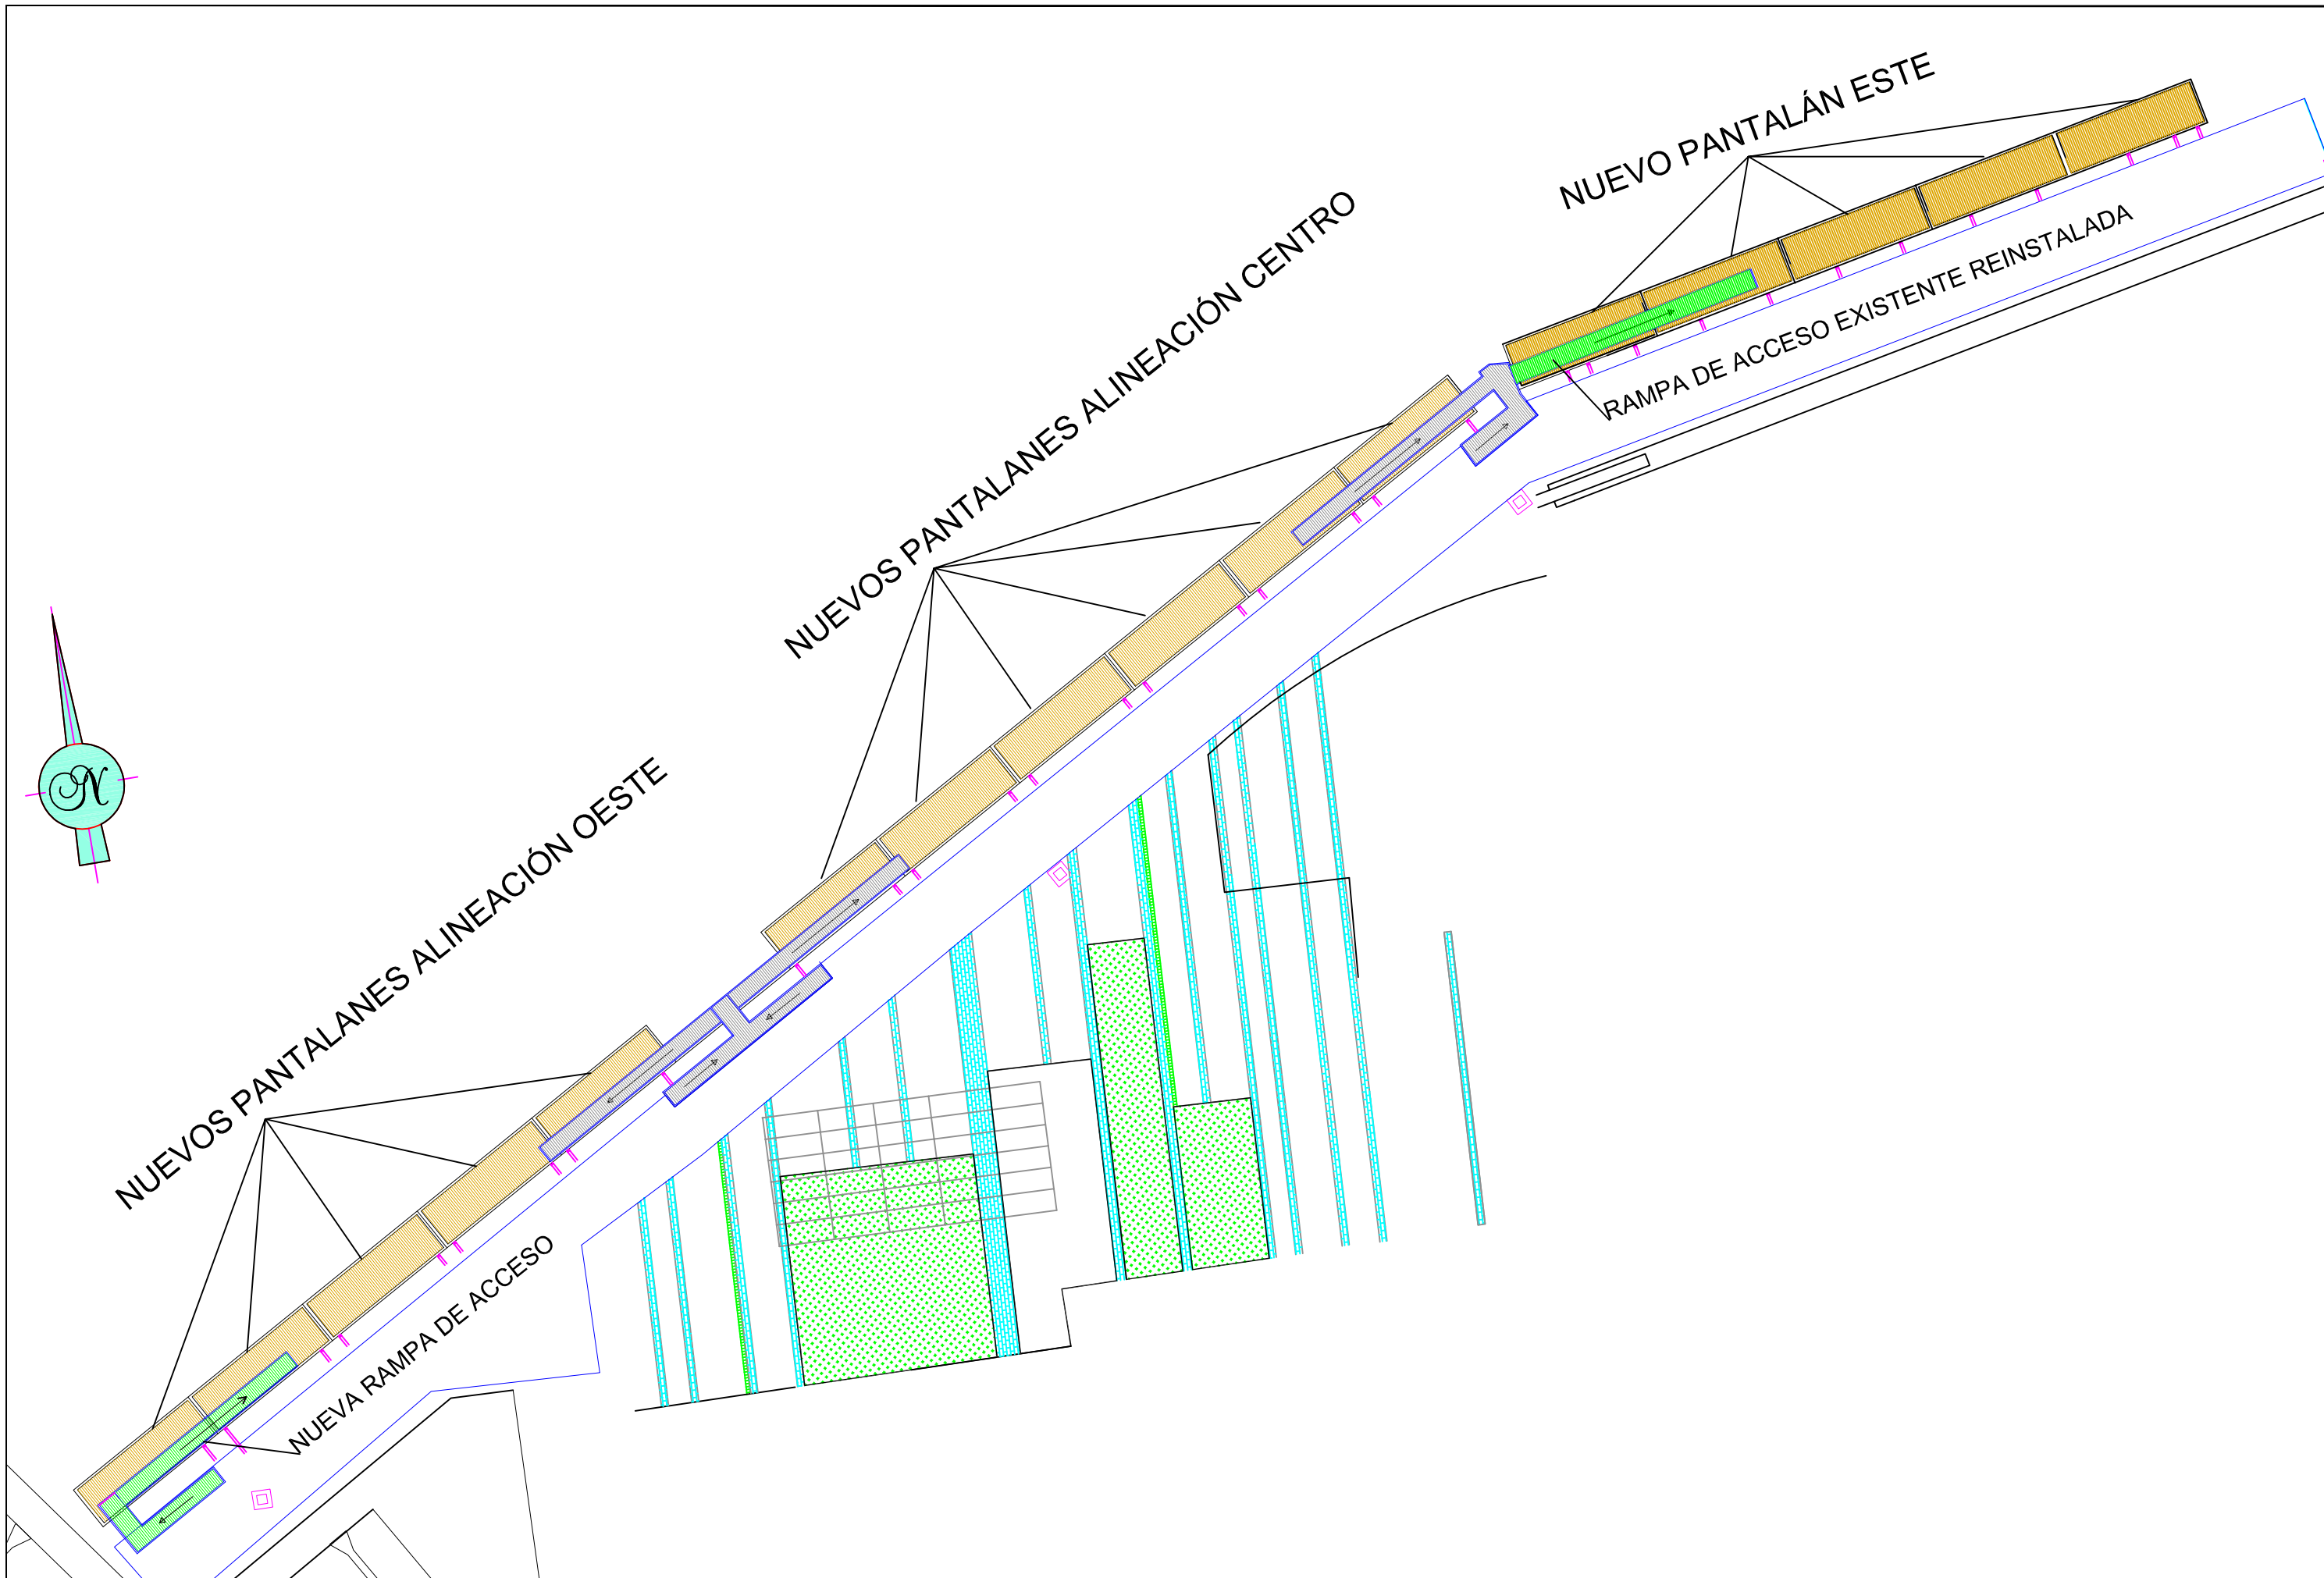 NUEVO PANTALÁN ESTE
RAMPA DE ACCESO EXISTENTE REINSTALADA
NUEVOS PANTALANES ALINEACIÓN CENTRO
NUEVOS PANTALANES ALINEACIÓN OESTE
N
NUEVA RAMPA DE ACCESO